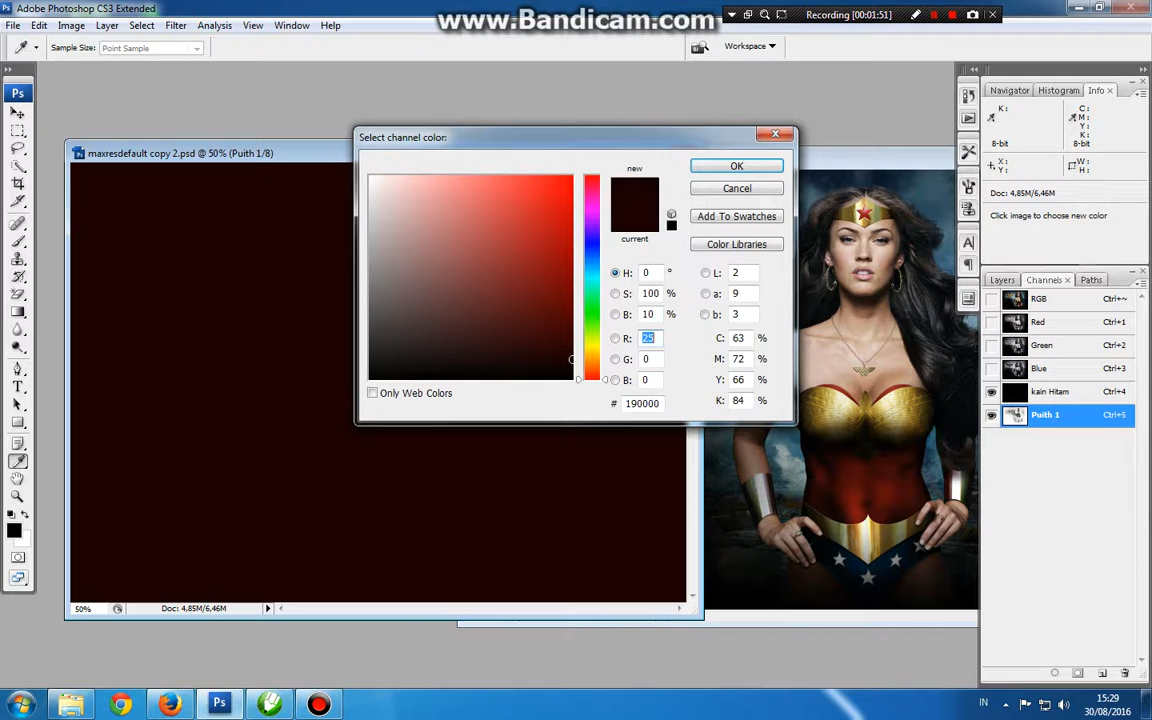 Adobe Photoshop CS3 Extended
www.Bandicam.com
Recording [00:01:51]
File Edit Image Layer Select Filter Analysis View Window Help
Sample Size: Point Sample
Workspace
Ps
maxresdefault copy 2.psd @ 50% (Puith 1/8)
Select channel color:
new
current
OK
Cancel
Add To Swatches
Color Libraries
H: 0 °
S: 100 %
B: 10 %
R: 25
G: 0
B: 0
# 190000
L: 2
a: 9
b: 3
C: 63 %
M: 72 %
Y: 66 %
K: 84 %
Only Web Colors
50%
Doc: 4,85M/6,46M
Navigator Histogram Info ×
K:
8-bit
C:
M:
Y:
K:
8-bit
X:
Y:
W:
H:
Doc: 4,85M/6,46M
Click image to choose new color
Layers Channels × Paths
RGB Ctrl+~
Red Ctrl+1
Green Ctrl+2
Blue Ctrl+3
kain Hitam Ctrl+4
Puith 1 Ctrl+5
Ps
IN
15:29
30/08/2016